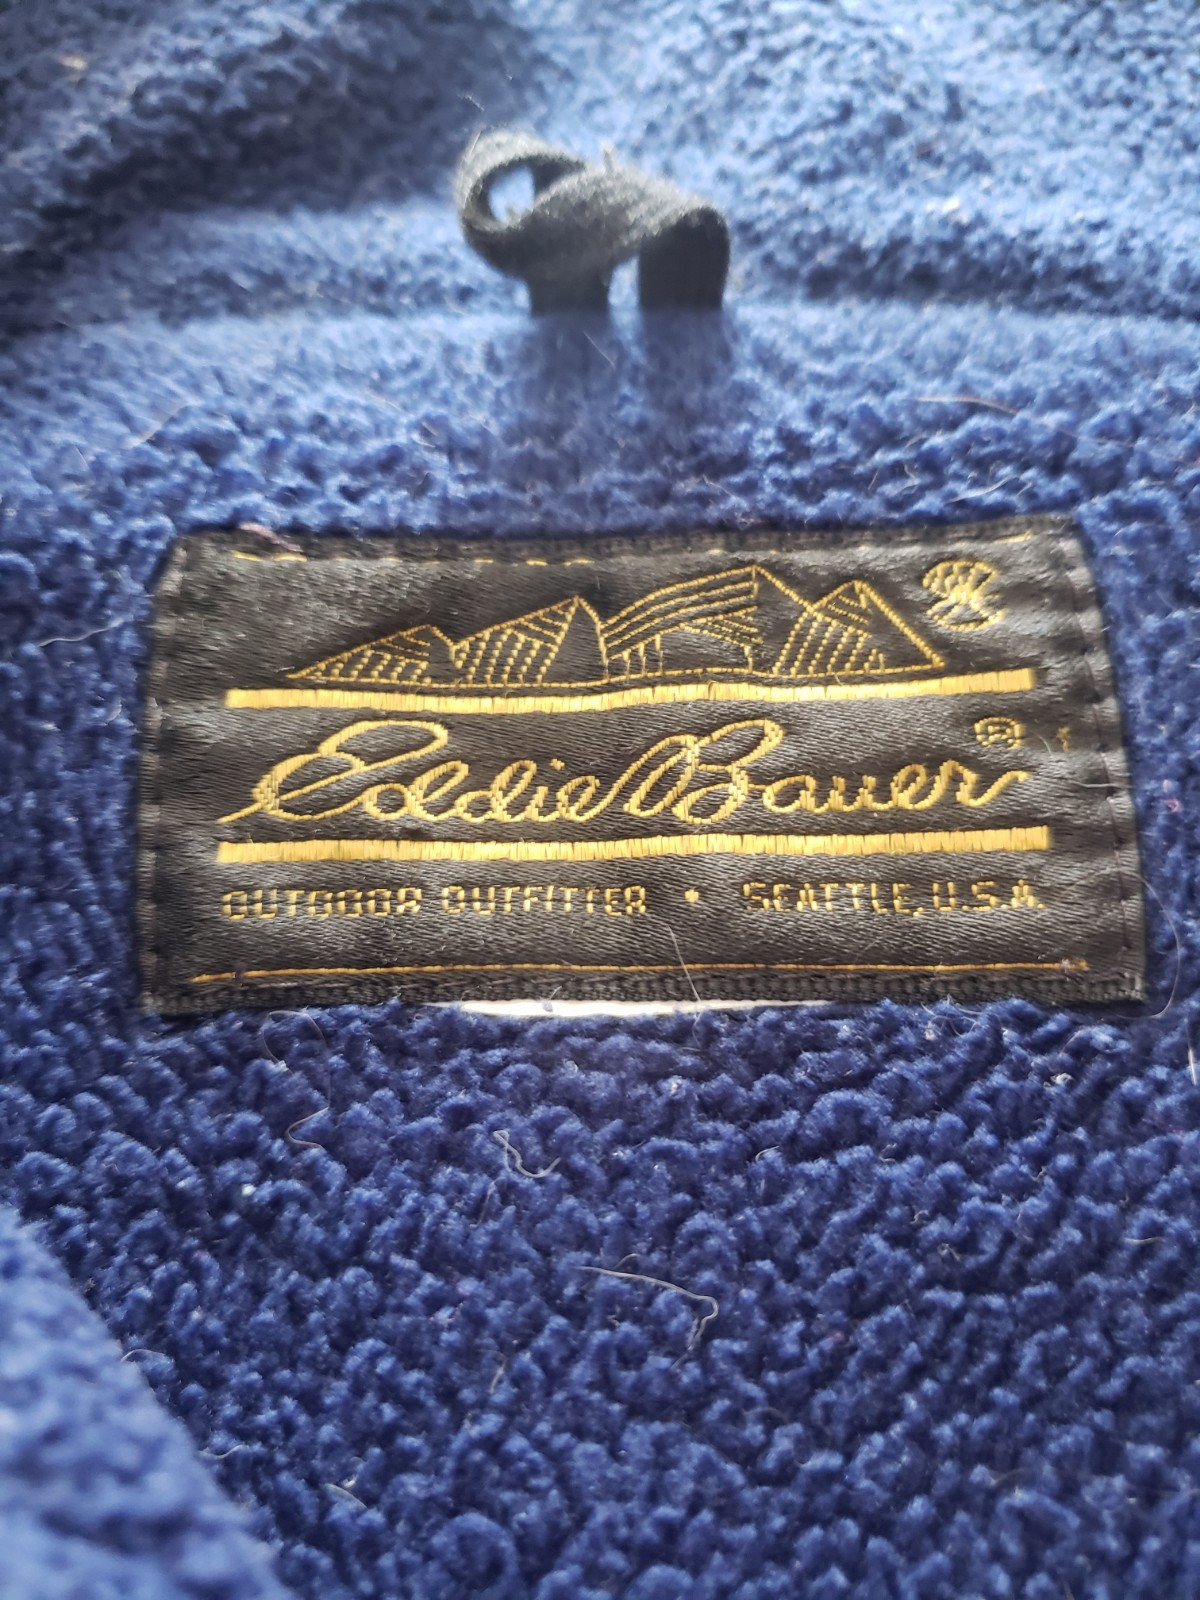 Eddie Bauer ®
OUTDOOR OUTFITTER • SEATTLE, U.S.A.